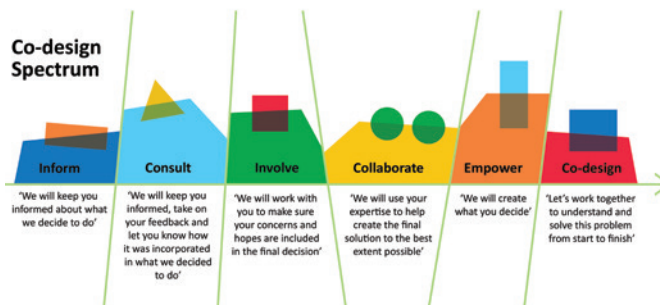 Co-design
Spectrum
Inform
Consult
Involve
Collaborate
Empower
Co-design
‘We will keep you
informed about what
we decide to do’
‘We will keep you
informed, take on
your feedback and
let you know how
it was incorporated
in what we decided
to do’
‘We will work with
you to make sure
your concerns and
hopes are included
in the final decision’
‘We will use your
expertise to help
create the final
solution to the best
extent possible’
‘We will create
what you decide’
‘Let’s work together
to understand and
solve this problem
from start to finish’